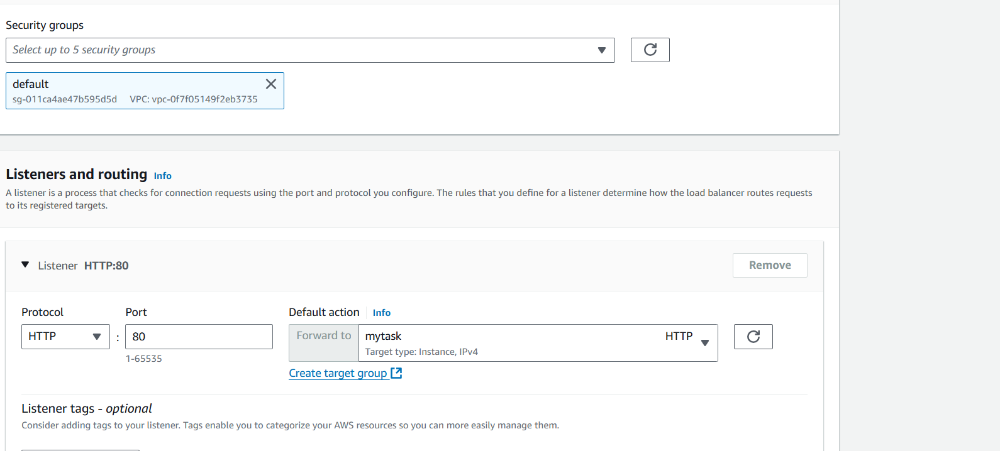 Security groups
Select up to 5 security groups
default
sg-011ca4ae47b595d5d VPC: vpc-0f7f05149f2eb3735
Listeners and routing Info
A listener is a process that checks for connection requests using the port and protocol you configure. The rules that you define for a listener determine how the load balancer routes requests
to its registered targets.
Listener HTTP:80
Remove
Protocol Port Default action Info
HTTP : 80 Forward to mytask HTTP
Target type: Instance, IPv4
1-65535
Create target group
Listener tags - optional
Consider adding tags to your listener. Tags enable you to categorize your AWS resources so you can more easily manage them.